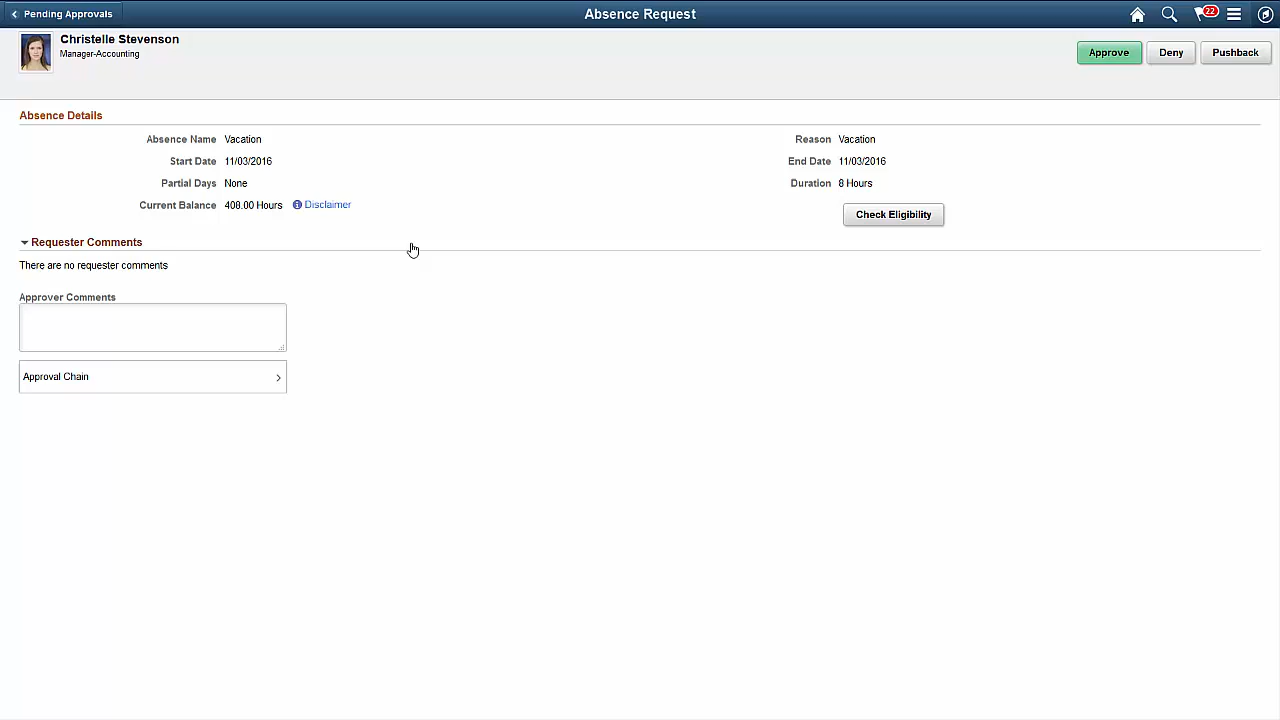 Pending Approvals
Absence Request
22
Christelle Stevenson
Manager-Accounting
Approve
Deny
Pushback
Absence Details
Absence Name Vacation
Reason Vacation
Start Date 11/03/2016
End Date 11/03/2016
Partial Days None
Duration 8 Hours
Current Balance 408.00 Hours Disclaimer
Check Eligibility
Requester Comments
There are no requester comments
Approver Comments
Approval Chain